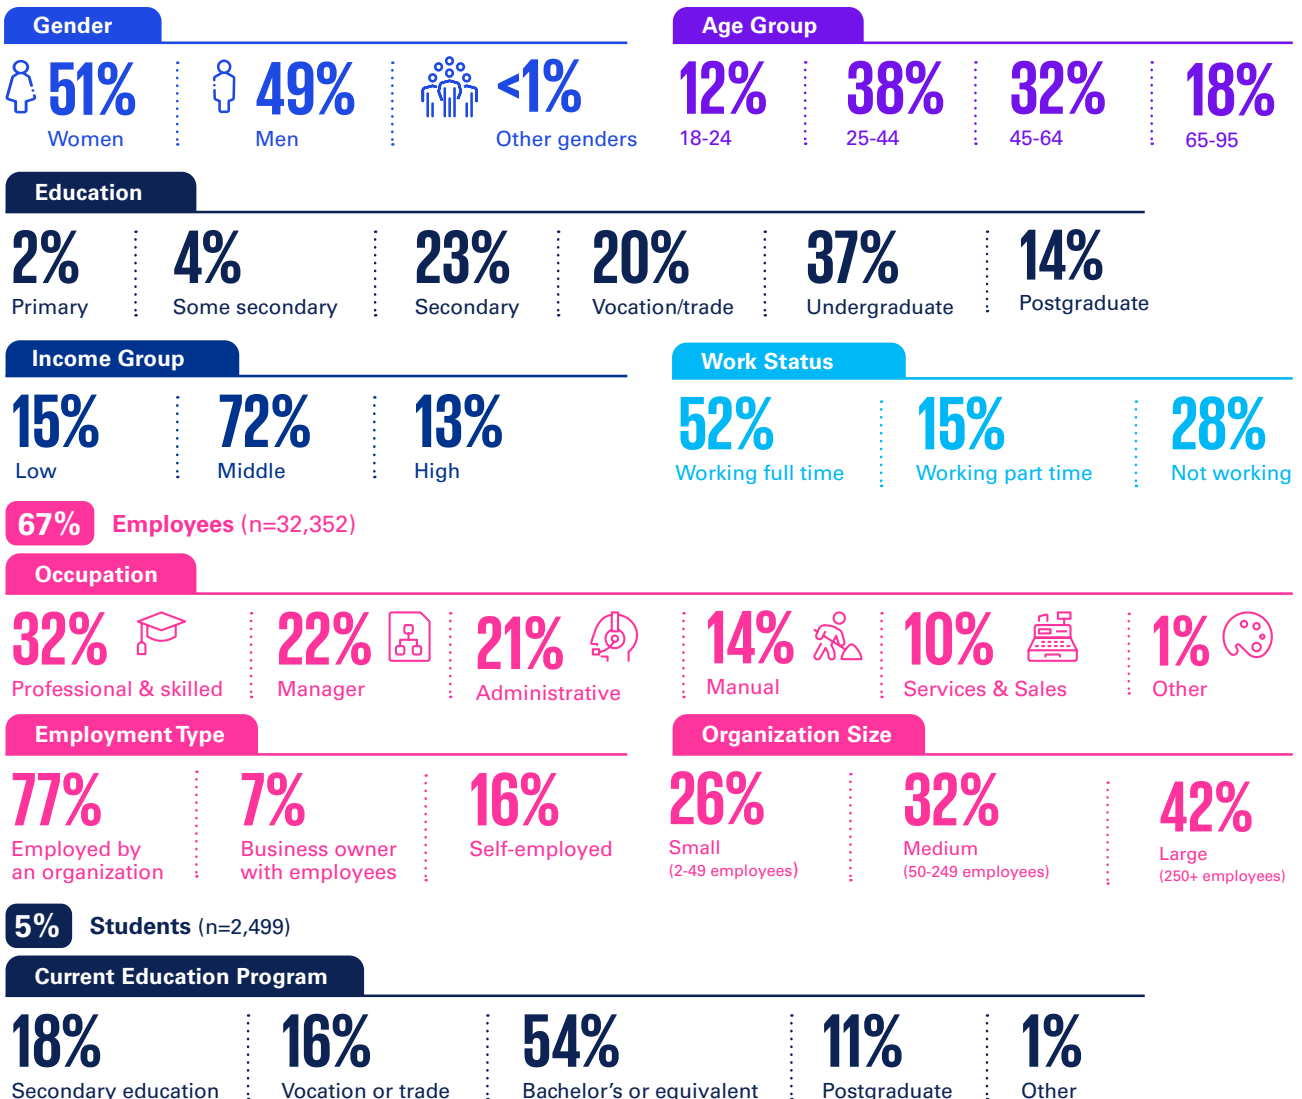 Gender
51%
Women
49%
Men
<1%
Other genders
Age Group
12%
18-24
38%
25-44
32%
45-64
18%
65-95
Education
2%
Primary
4%
Some secondary
23%
Secondary
20%
Vocation/trade
37%
Undergraduate
14%
Postgraduate
Income Group
15%
Low
72%
Middle
13%
High
Work Status
52%
Working full time
15%
Working part time
28%
Not working
67% Employees (n=32,352)
Occupation
32%
Professional & skilled
22%
Manager
21%
Administrative
14%
Manual
10%
Services & Sales
1%
Other
Employment Type
77%
Employed by
an organization
7%
Business owner
with employees
16%
Self-employed
Organization Size
26%
Small
(2-49 employees)
32%
Medium
(50-249 employees)
42%
Large
(250+ employees)
5% Students (n=2,499)
Current Education Program
18%
Secondary education
16%
Vocation or trade
54%
Bachelor's or equivalent
11%
Postgraduate
1%
Other